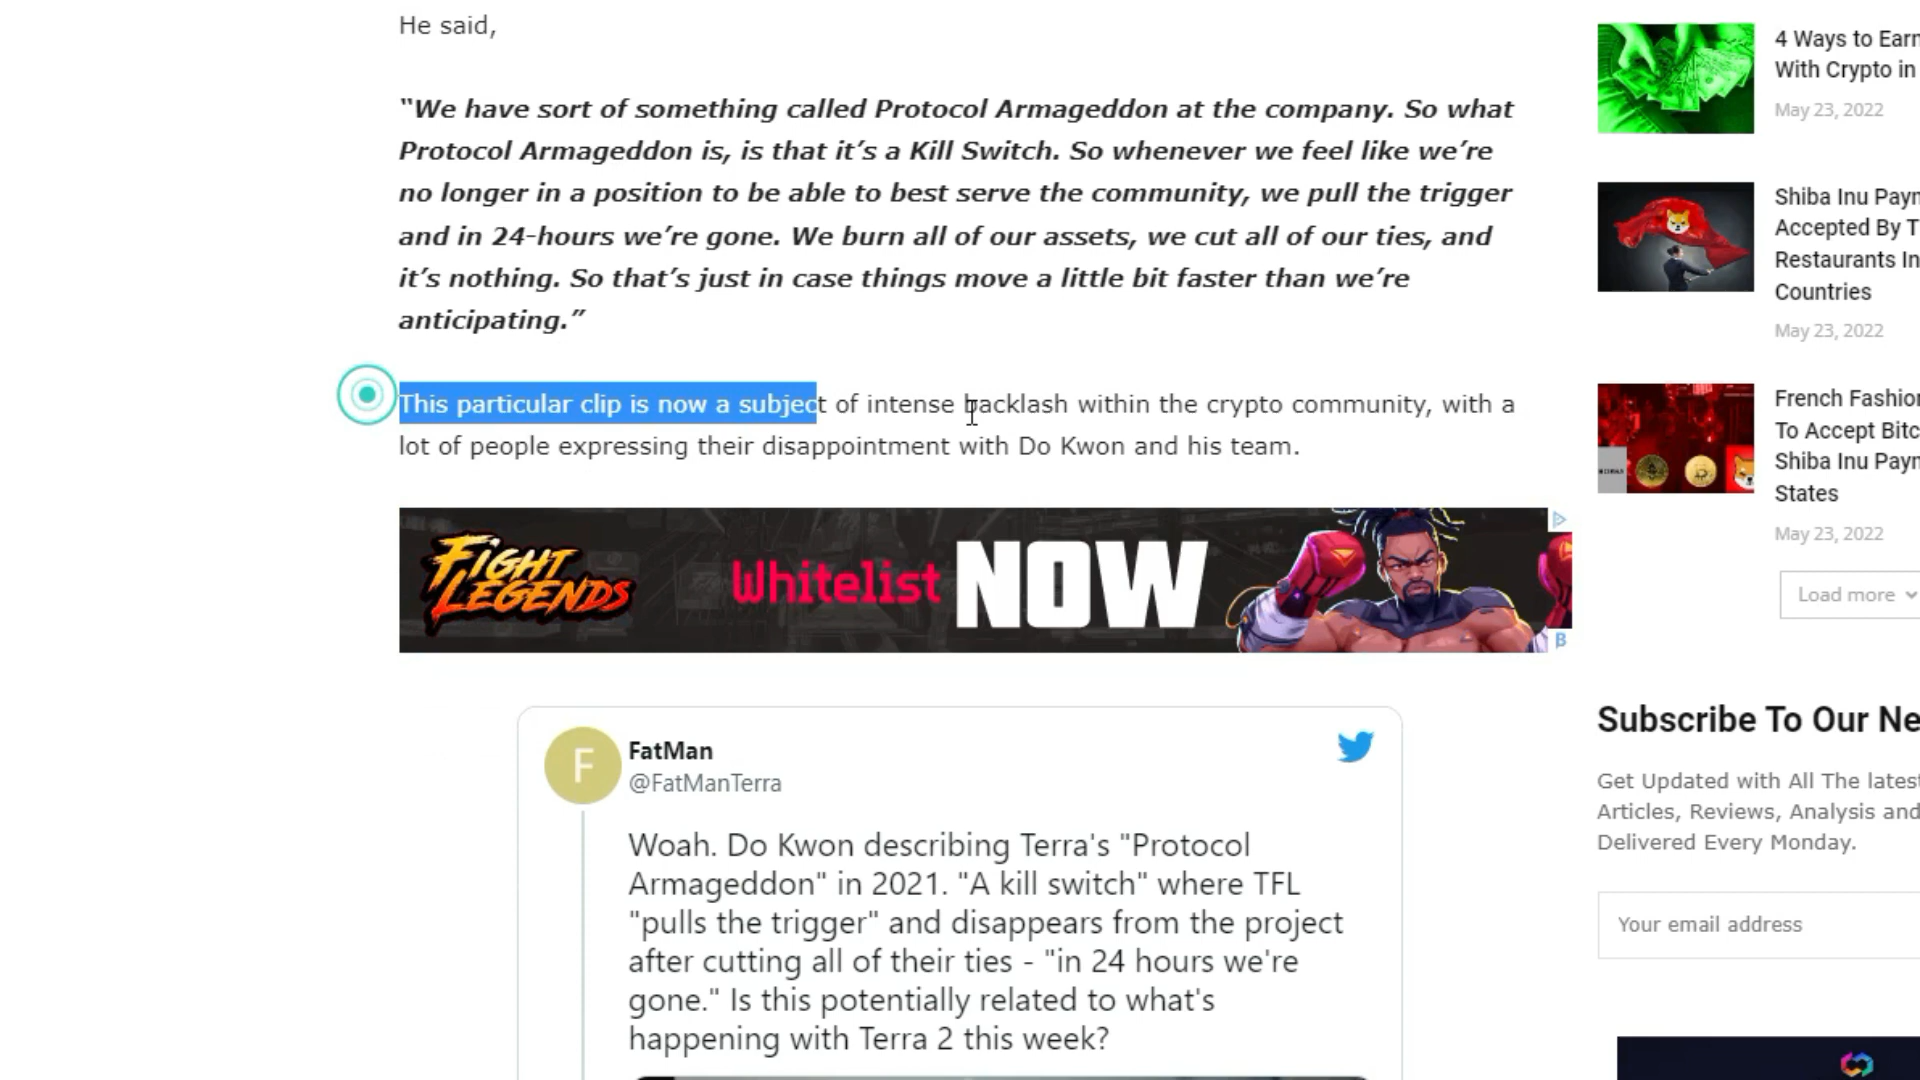 He said,
“We have sort of something called Protocol Armageddon at the company. So what
Protocol Armageddon is, is that it’s a Kill Switch. So whenever we feel like we’re
no longer in a position to be able to best serve the community, we pull the trigger
and in 24-hours we’re gone. We burn all of our assets, we cut all of our ties, and
it’s nothing. So that’s just in case things move a little bit faster than we’re
anticipating.”
This particular clip is now a subject of intense backlash within the crypto community, with a
lot of people expressing their disappointment with Do Kwon and his team.
FIGHT
LEGENDS
Whitelist NOW
FatMan
@FatManTerra
Woah. Do Kwon describing Terra's "Protocol
Armageddon" in 2021. "A kill switch" where TFL
"pulls the trigger" and disappears from the project
after cutting all of their ties - "in 24 hours we're
gone." Is this potentially related to what's
happening with Terra 2 this week?
4 Ways to Earn
With Crypto in
May 23, 2022
Shiba Inu Paym
Accepted By T
Restaurants In
Countries
May 23, 2022
French Fashion
To Accept Bitc
Shiba Inu Paym
States
May 23, 2022
Load more
Subscribe To Our Ne
Get Updated with All The latest
Articles, Reviews, Analysis and
Delivered Every Monday.
Your email address